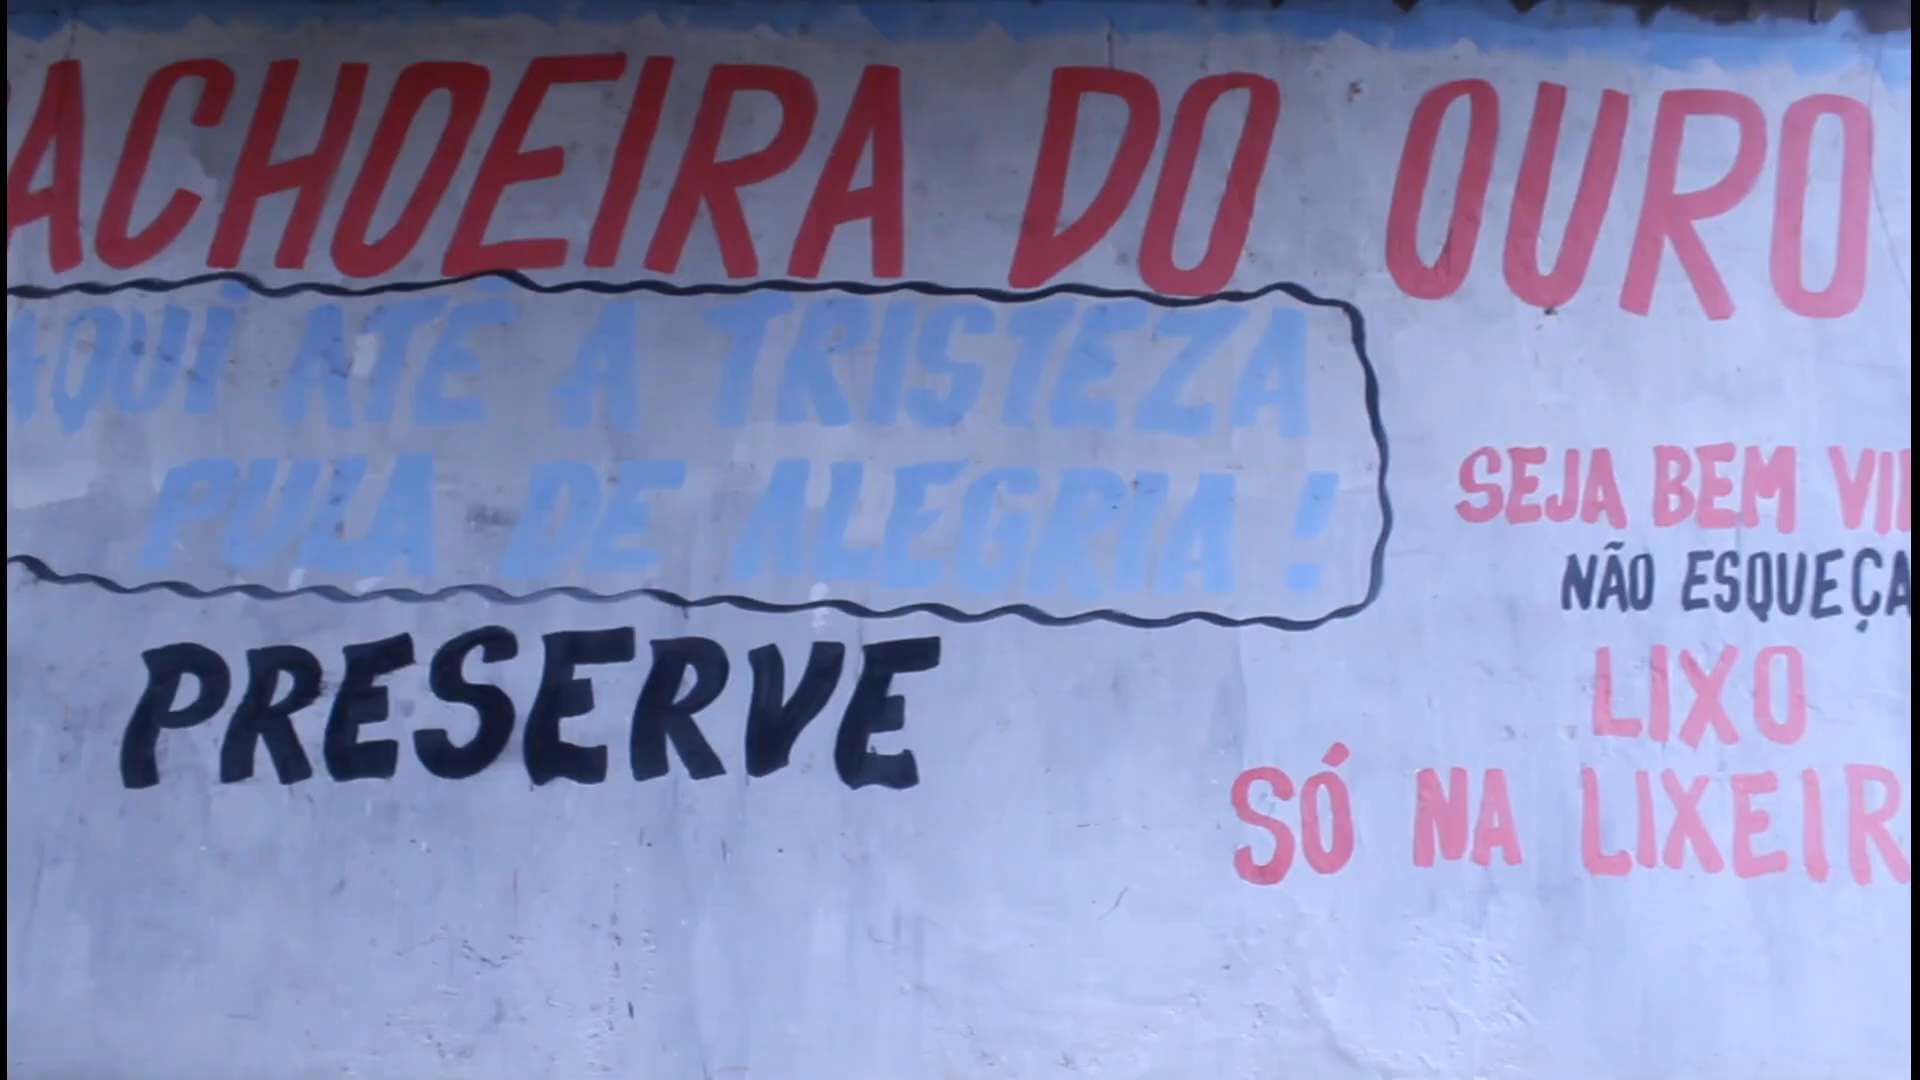 ACHOEIRA DO OURO
AQUI ATÉ A TRISTEZA
PULA DE ALEGRIA!
PRESERVE
SEJA BEM VI
NÃO ESQUEÇA
LIXO
SÓ NA LIXEIR